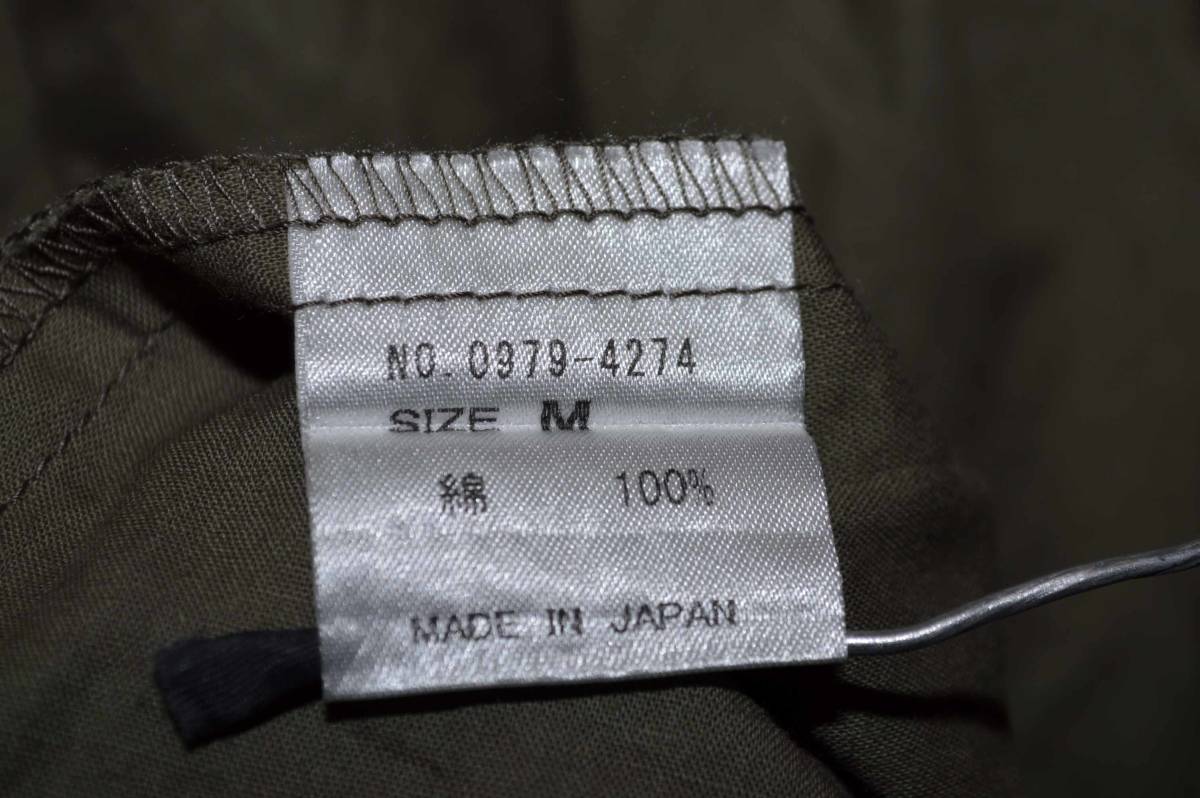 NO. 0979-4274
SIZE M
綿 100%
MADE IN JAPAN